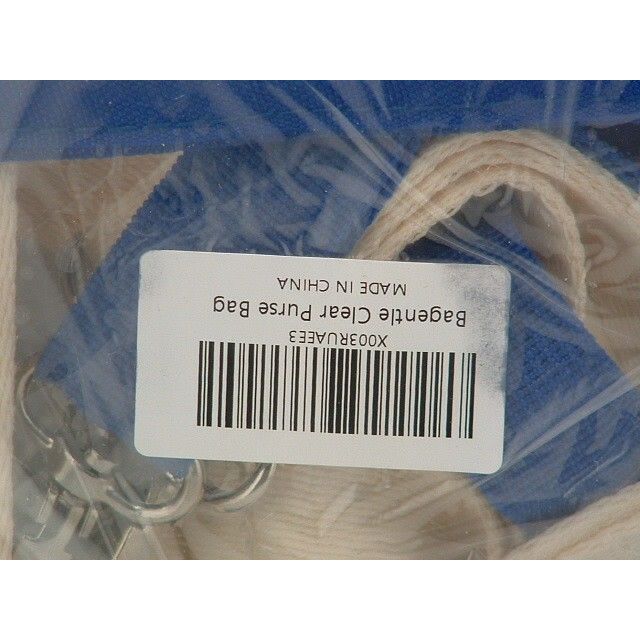 X003RUAEE3
Bagentle Clear Purse Bag
MADE IN CHINA